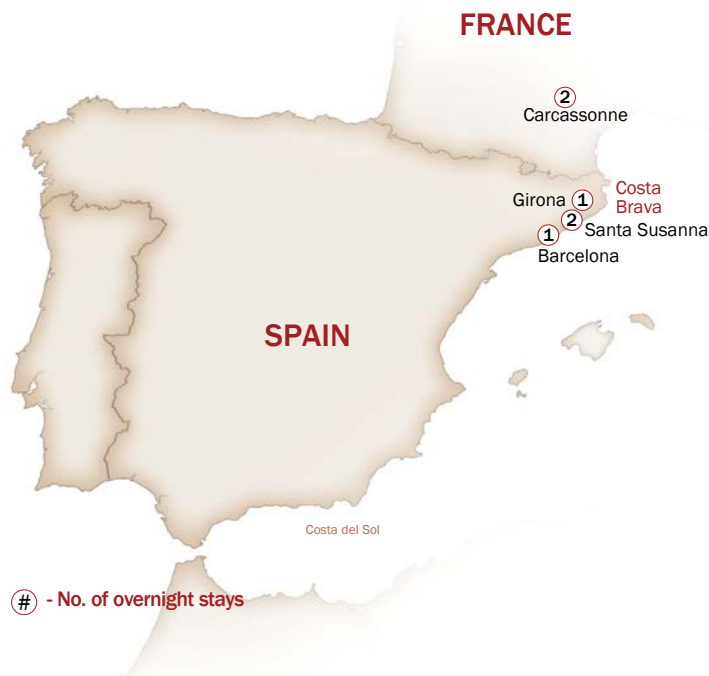 FRANCE
2
Carcassonne
Girona 1
Costa
Brava
2
Santa Susanna
1
Barcelona
SPAIN
Costa del Sol
# - No. of overnight stays